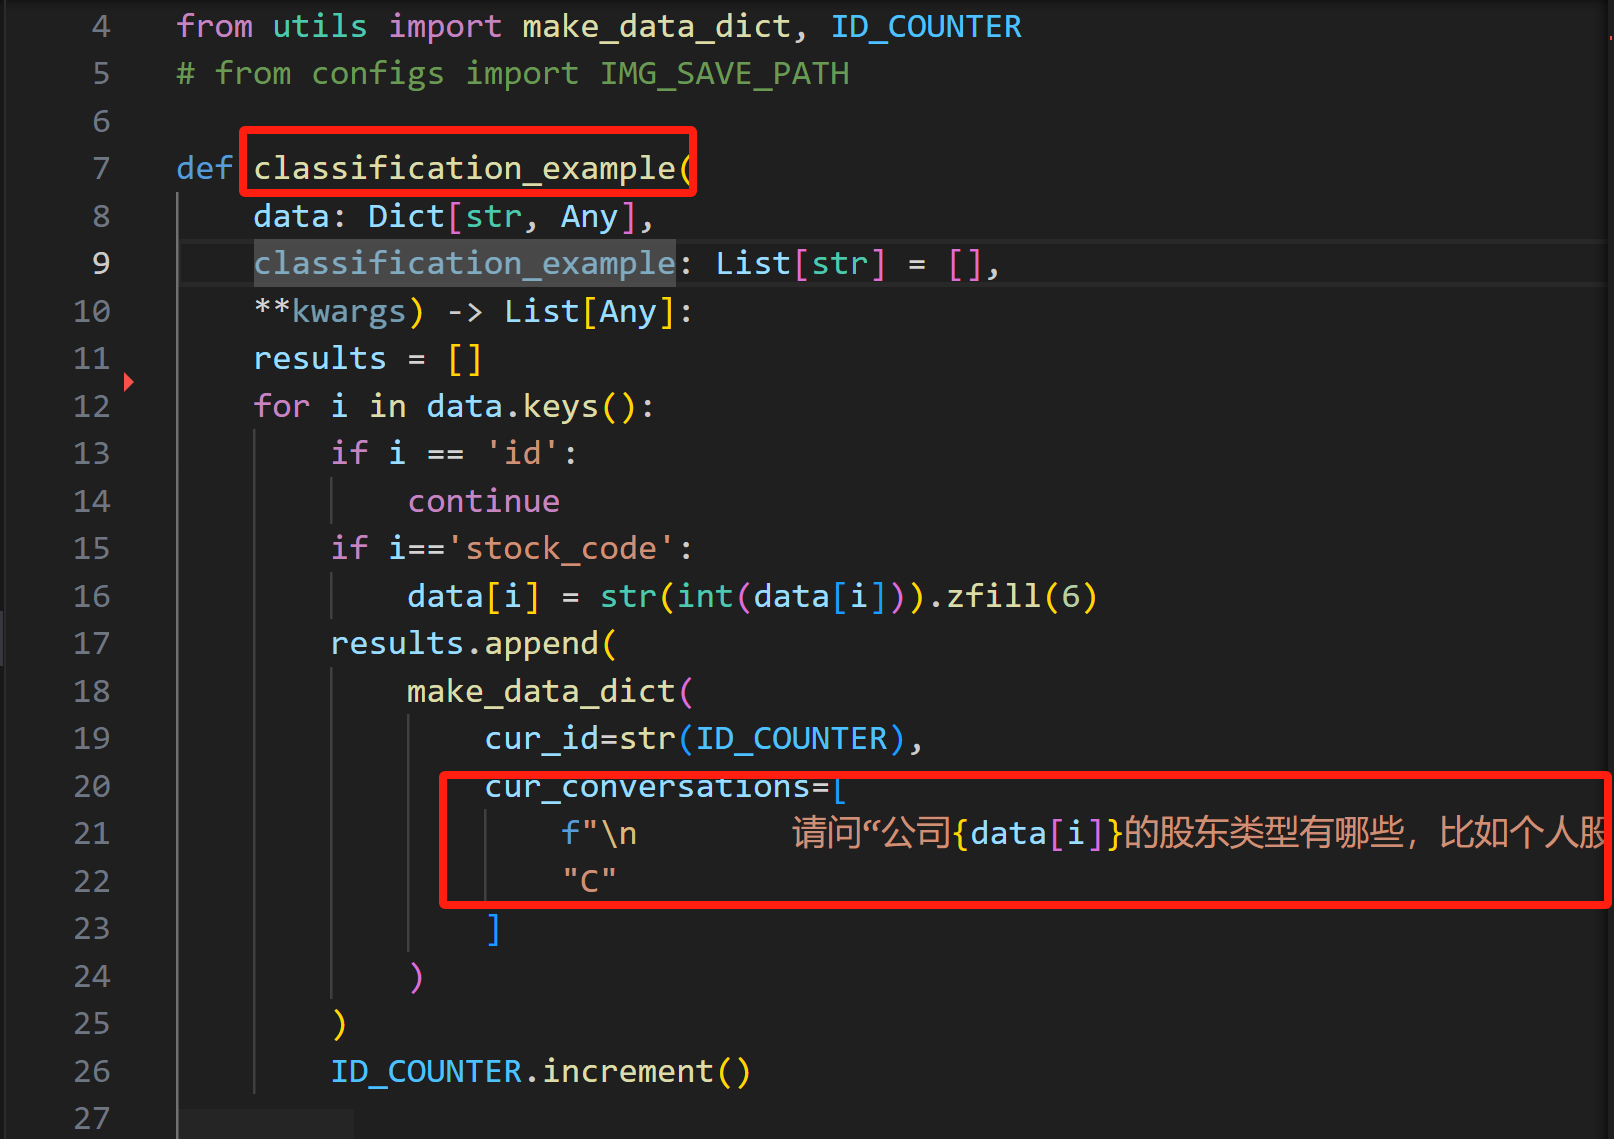 4 from utils import make_data_dict, ID_COUNTER
5 # from configs import IMG_SAVE_PATH
6
7 def classification_example(
8 data: Dict[str, Any],
9 classification_example: List[str] = [],
10 **kwargs) -> List[Any]:
11 results = []
12 for i in data.keys():
13 if i == 'id':
14 continue
15 if i=='stock_code':
16 data[i] = str(int(data[i])).zfill(6)
17 results.append(
18 make_data_dict(
19 cur_id=str(ID_COUNTER),
20 cur_conversations=[
21 f"\n 请问“公司{data[i]}的股东类型有哪些，比如个人股
22 "C"
23 ]
24 )
25 )
26 ID_COUNTER.increment()
27